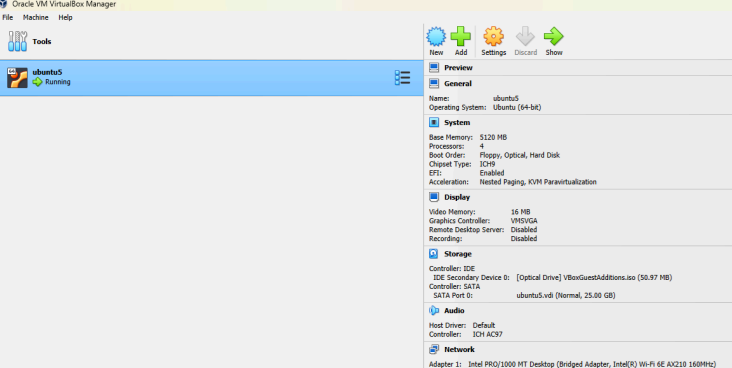 Oracle VM VirtualBox Manager
File Machine Help
Tools
New Add Settings Discard Show
64
ubuntu5
Running
Preview
General
Name: ubuntu5
Operating System: Ubuntu (64-bit)
System
Base Memory: 5120 MB
Processors: 4
Boot Order: Floppy, Optical, Hard Disk
Chipset Type: ICH9
EFI: Enabled
Acceleration: Nested Paging, KVM Paravirtualization
Display
Video Memory: 16 MB
Graphics Controller: VMSVGA
Remote Desktop Server: Disabled
Recording: Disabled
Storage
Controller: IDE
IDE Secondary Device 0: [Optical Drive] VBoxGuestAdditions.iso (50.97 MB)
Controller: SATA
SATA Port 0: ubuntu5.vdi (Normal, 25.00 GB)
Audio
Host Driver: Default
Controller: ICH AC97
Network
Adapter 1: Intel PRO/1000 MT Desktop (Bridged Adapter, Intel(R) Wi-Fi 6E AX210 160MHz)